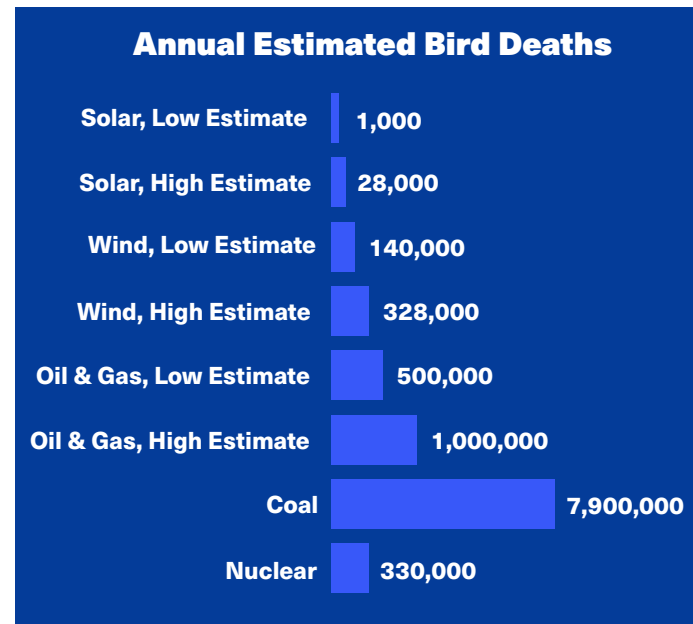 Annual Estimated Bird Deaths
Solar, Low Estimate 1,000
Solar, High Estimate 28,000
Wind, Low Estimate 140,000
Wind, High Estimate 328,000
Oil & Gas, Low Estimate 500,000
Oil & Gas, High Estimate 1,000,000
Coal 7,900,000
Nuclear 330,000